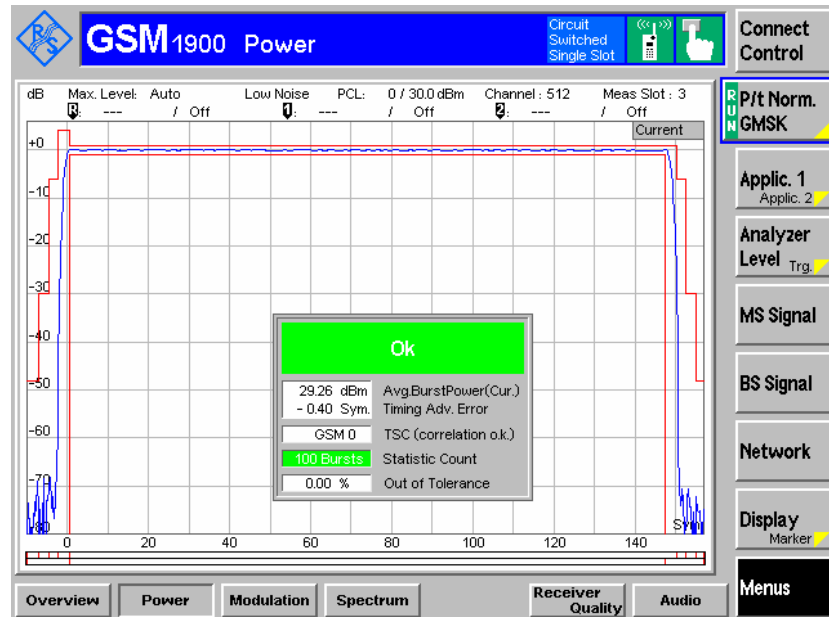 R&S
GSM 1900 Power
Circuit
Switched
Single Slot
Connect
Control
dB Max. Level: Auto Low Noise PCL: 0 / 30.0 dBm Channel : 512 Meas Slot : 3
R: --- / Off 1: --- / Off 2: --- / Off
Current
RUN
P/t Norm.
GMSK
+0
-10
-20
-30
-40
-50
-60
-70
-80
Sym
0 20 40 60 80 100 120 140
Ok
29.26 dBm Avg.BurstPower(Cur.)
- 0.40 Sym. Timing Adv. Error
GSM 0 TSC (correlation o.k.)
100 Bursts Statistic Count
0.00 % Out of Tolerance
Applic. 1
Applic. 2
Analyzer
Level Trg.
MS Signal
BS Signal
Network
Display
Marker
Menus
Overview Power Modulation Spectrum Receiver
Quality Audio